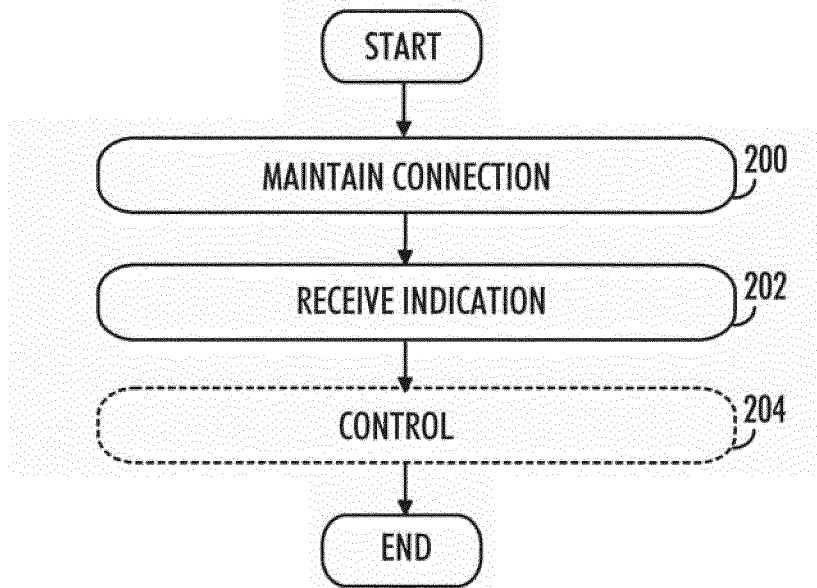 START
MAINTAIN CONNECTION
200
RECEIVE INDICATION
202
CONTROL
204
END